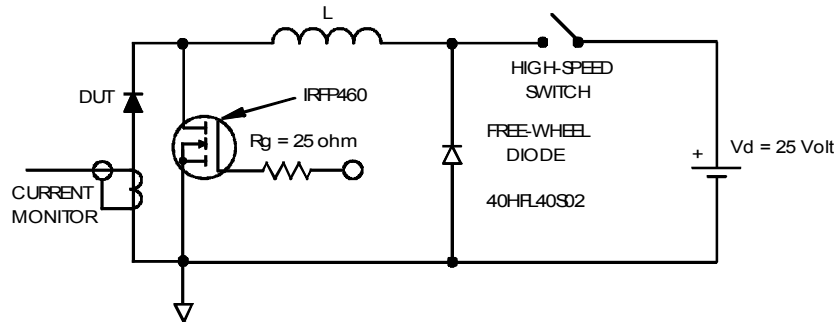 L
HIGH-SPEED
SWITCH
DUT
IRFP460
Rg = 25 ohm
FREE-WHEEL
DIODE
40HFL40S02
+
Vd = 25 Volt
CURRENT
MONITOR